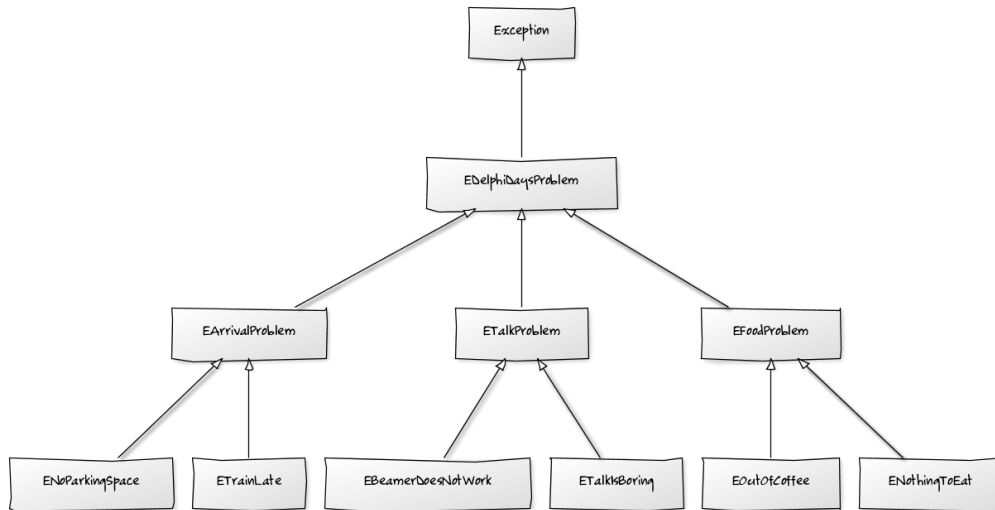 Exception
EDelphiDaysProblem
EArrivalProblem
ETalkProblem
EFoodProblem
ENoParkingSpace
ETrainLate
EBeamerDoesNotWork
ETalkIsBoring
EOutOfCoffee
ENothingToEat